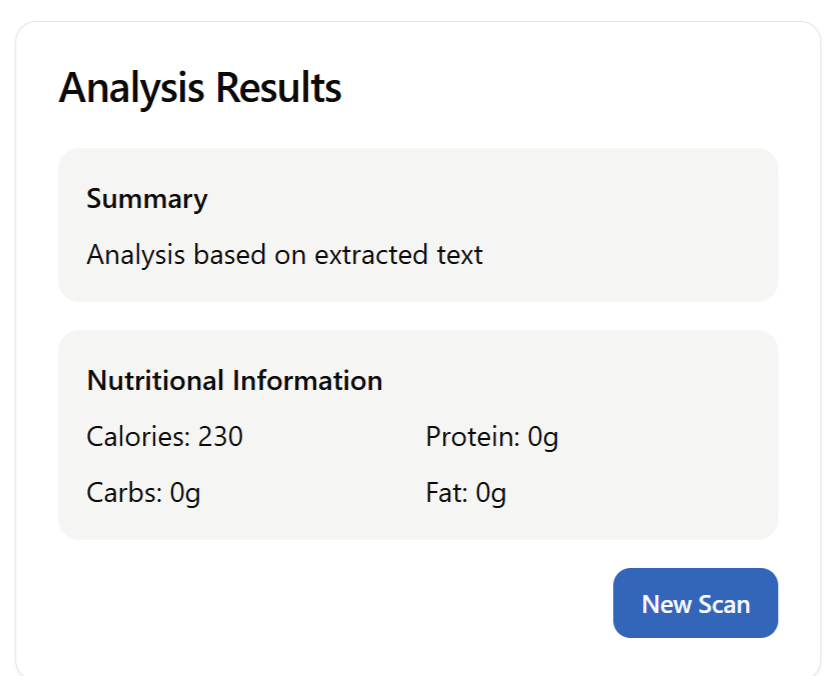 Analysis Results
Summary
Analysis based on extracted text
Nutritional Information
Calories: 230 Protein: 0g
Carbs: 0g Fat: 0g
New Scan